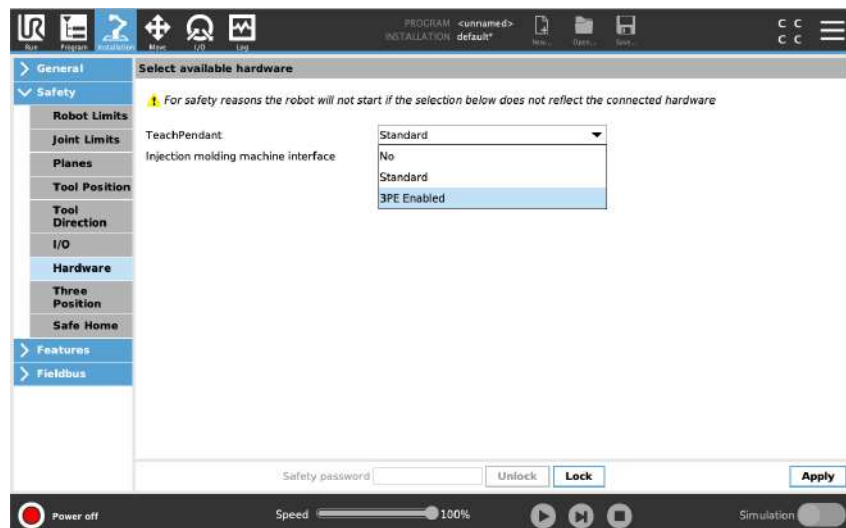 UR
PROGRAM <unnamed>
INSTALLATION default*
Run
Program
Installation
Move
I/O
Log
New...
Open...
Save...
C C
C C
General
Safety
Robot Limits
Joint Limits
Planes
Tool Position
Tool
Direction
I/O
Hardware
Three
Position
Safe Home
Features
Fieldbus
Select available hardware
For safety reasons the robot will not start if the selection below does not reflect the connected hardware
TeachPendant
Standard
Injection molding machine interface
No
Standard
3PE Enabled
Safety password
Unlock
Lock
Apply
Power off
Speed
100%
Simulation